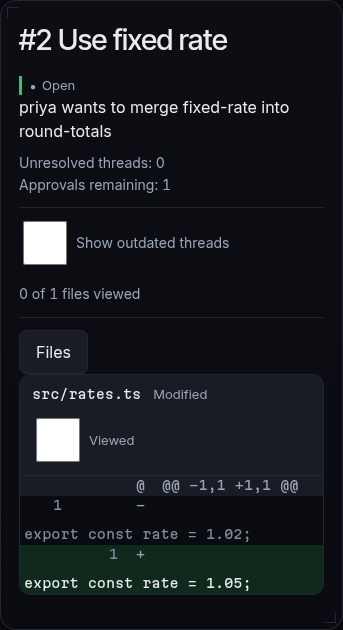 #2 Use fixed rate
• Open
priya wants to merge fixed-rate into
round-totals
Unresolved threads: 0
Approvals remaining: 1
Show outdated threads
0 of 1 files viewed
Files
src/rates.ts Modified
Viewed
@ @@ -1,1 +1,1 @@
1 −
export const rate = 1.02;
1 +
export const rate = 1.05;